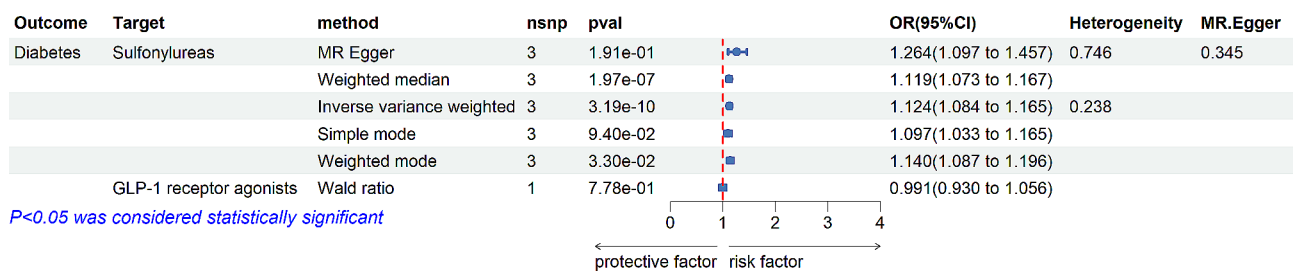 Outcome Target method nsnp pval OR(95%CI) Heterogeneity MR.Egger
Diabetes Sulfonylureas MR Egger 3 1.91e-01 1.264(1.097 to 1.457) 0.746 0.345
Weighted median 3 1.97e-07 1.119(1.073 to 1.167)
Inverse variance weighted 3 3.19e-10 1.124(1.084 to 1.165) 0.238
Simple mode 3 9.40e-02 1.097(1.033 to 1.165)
Weighted mode 3 3.30e-02 1.140(1.087 to 1.196)
GLP-1 receptor agonists Wald ratio 1 7.78e-01 0.991(0.930 to 1.056)
P<0.05 was considered statistically significant
0 1 2 3 4
protective factor risk factor